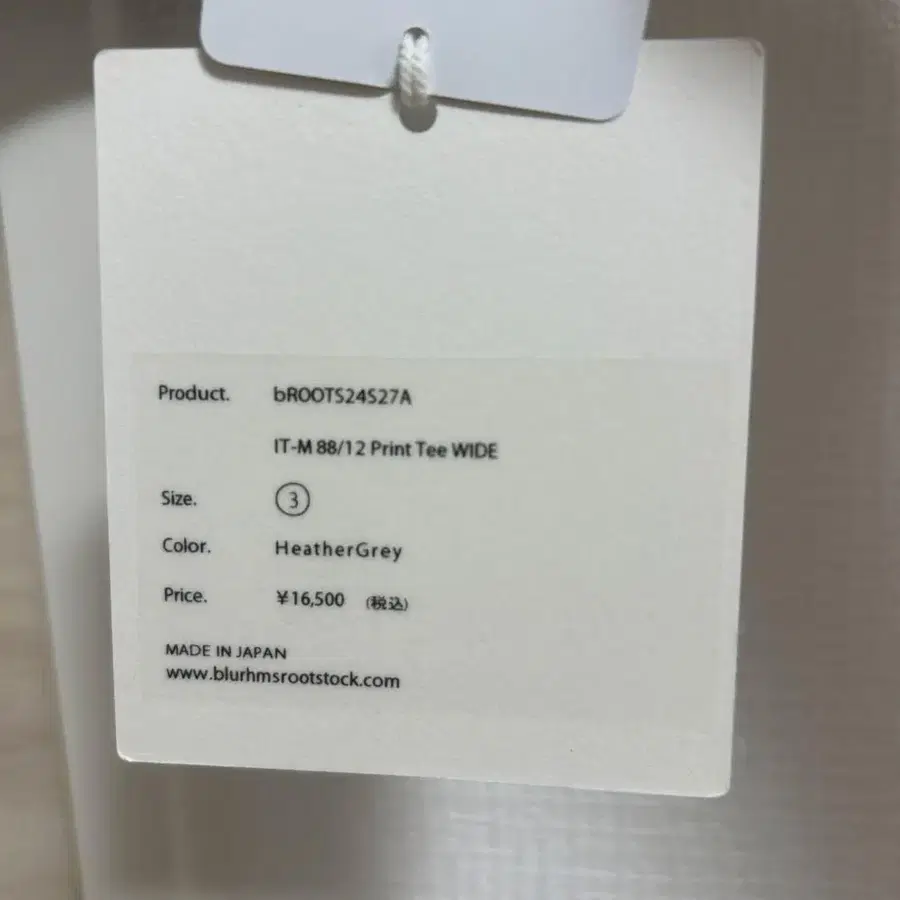 Product. bROOTS24S27A
IT-M 88/12 Print Tee WIDE
Size. ③
Color. HeatherGrey
Price. ¥16,500 (税込)
MADE IN JAPAN
www.blurhmsrootstock.com